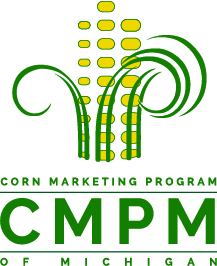 CORN MARKETING PROGRAM
CMPM
OF MICHIGAN